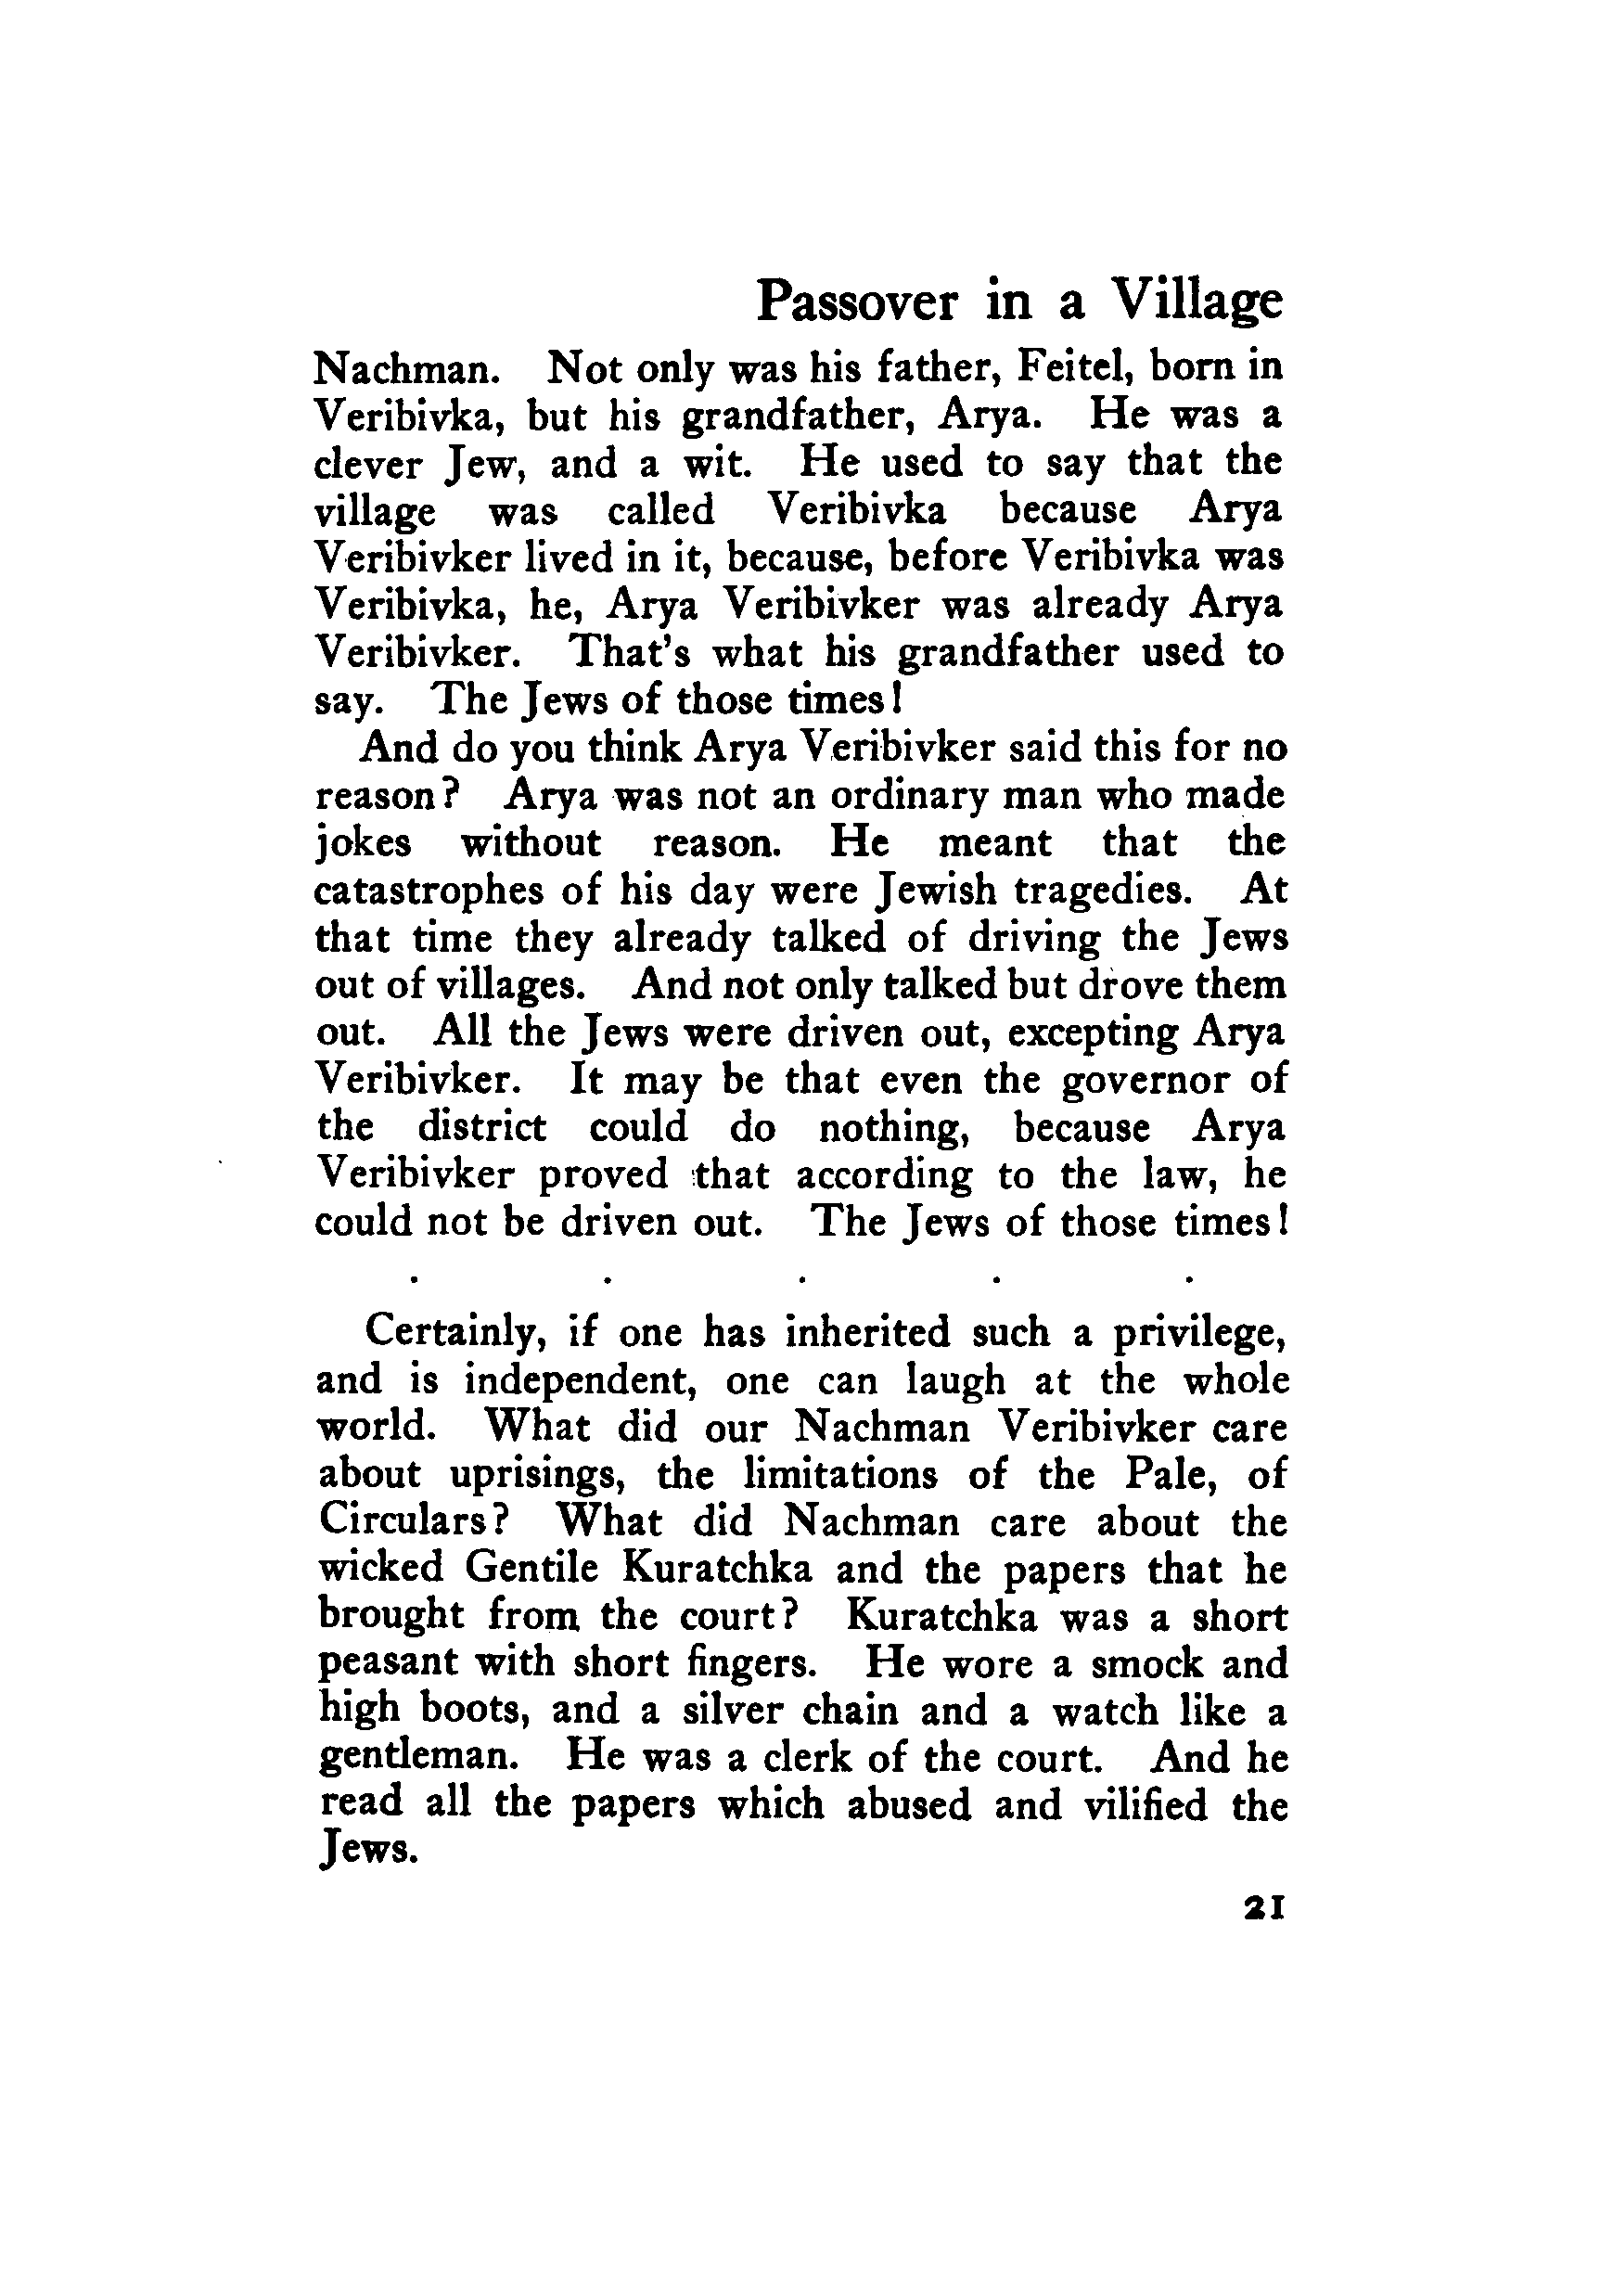 Passover in a Village
Nachman. Not only was his father, Feitel, born in
Veribivka, but his grandfather, Arya. He was a
clever Jew, and a wit. He used to say that the
village was called Veribivka because Arya
Veribivker lived in it, because, before Veribivka was
Veribivka, he, Arya Veribivker was already Arya
Veribivker. That's what his grandfather used to
say. The Jews of those times!
And do you think Arya Veribivker said this for no
reason? Arya was not an ordinary man who made
jokes without reason. He meant that the
catastrophes of his day were Jewish tragedies. At
that time they already talked of driving the Jews
out of villages. And not only talked but drove them
out. All the Jews were driven out, excepting Arya
Veribivker. It may be that even the governor of
the district could do nothing, because Arya
Veribivker proved that according to the law, he
could not be driven out. The Jews of those times!
. . . . .
Certainly, if one has inherited such a privilege,
and is independent, one can laugh at the whole
world. What did our Nachman Veribivker care
about uprisings, the limitations of the Pale, of
Circulars? What did Nachman care about the
wicked Gentile Kuratchka and the papers that he
brought from the court? Kuratchka was a short
peasant with short fingers. He wore a smock and
high boots, and a silver chain and a watch like a
gentleman. He was a clerk of the court. And he
read all the papers which abused and vilified the
Jews.
21